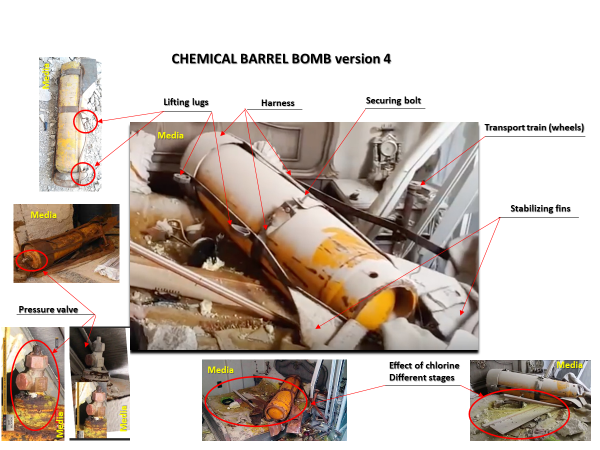 CHEMICAL BARREL BOMB version 4
Media
Lifting lugs
Harness
Securing bolt
Media
Transport train (wheels)
Media
Stabilizing fins
Pressure valve
Media
Media
Media
Effect of chlorine
Different stages
Media